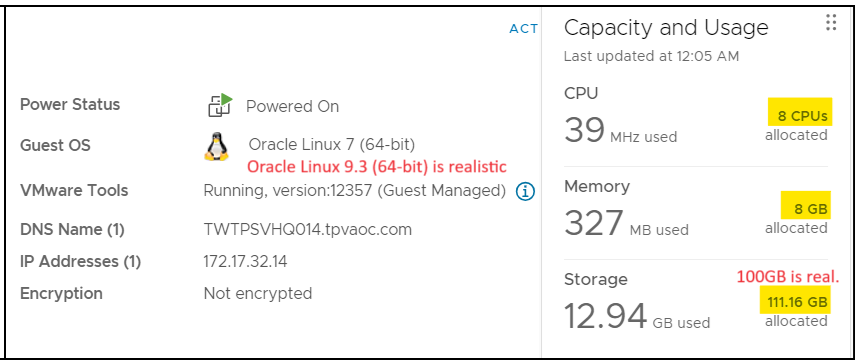 ACT
Power Status Powered On
Guest OS Oracle Linux 7 (64-bit)
Oracle Linux 9.3 (64-bit) is realistic
VMware Tools Running, version:12357 (Guest Managed)
DNS Name (1) TWTPSVHQ014.tpvaoc.com
IP Addresses (1) 172.17.32.14
Encryption Not encrypted
Capacity and Usage
Last updated at 12:05 AM
CPU
39 MHz used
8 CPUs
allocated
Memory
327 MB used
8 GB
allocated
Storage
100GB is real.
12.94 GB used
111.16 GB
allocated